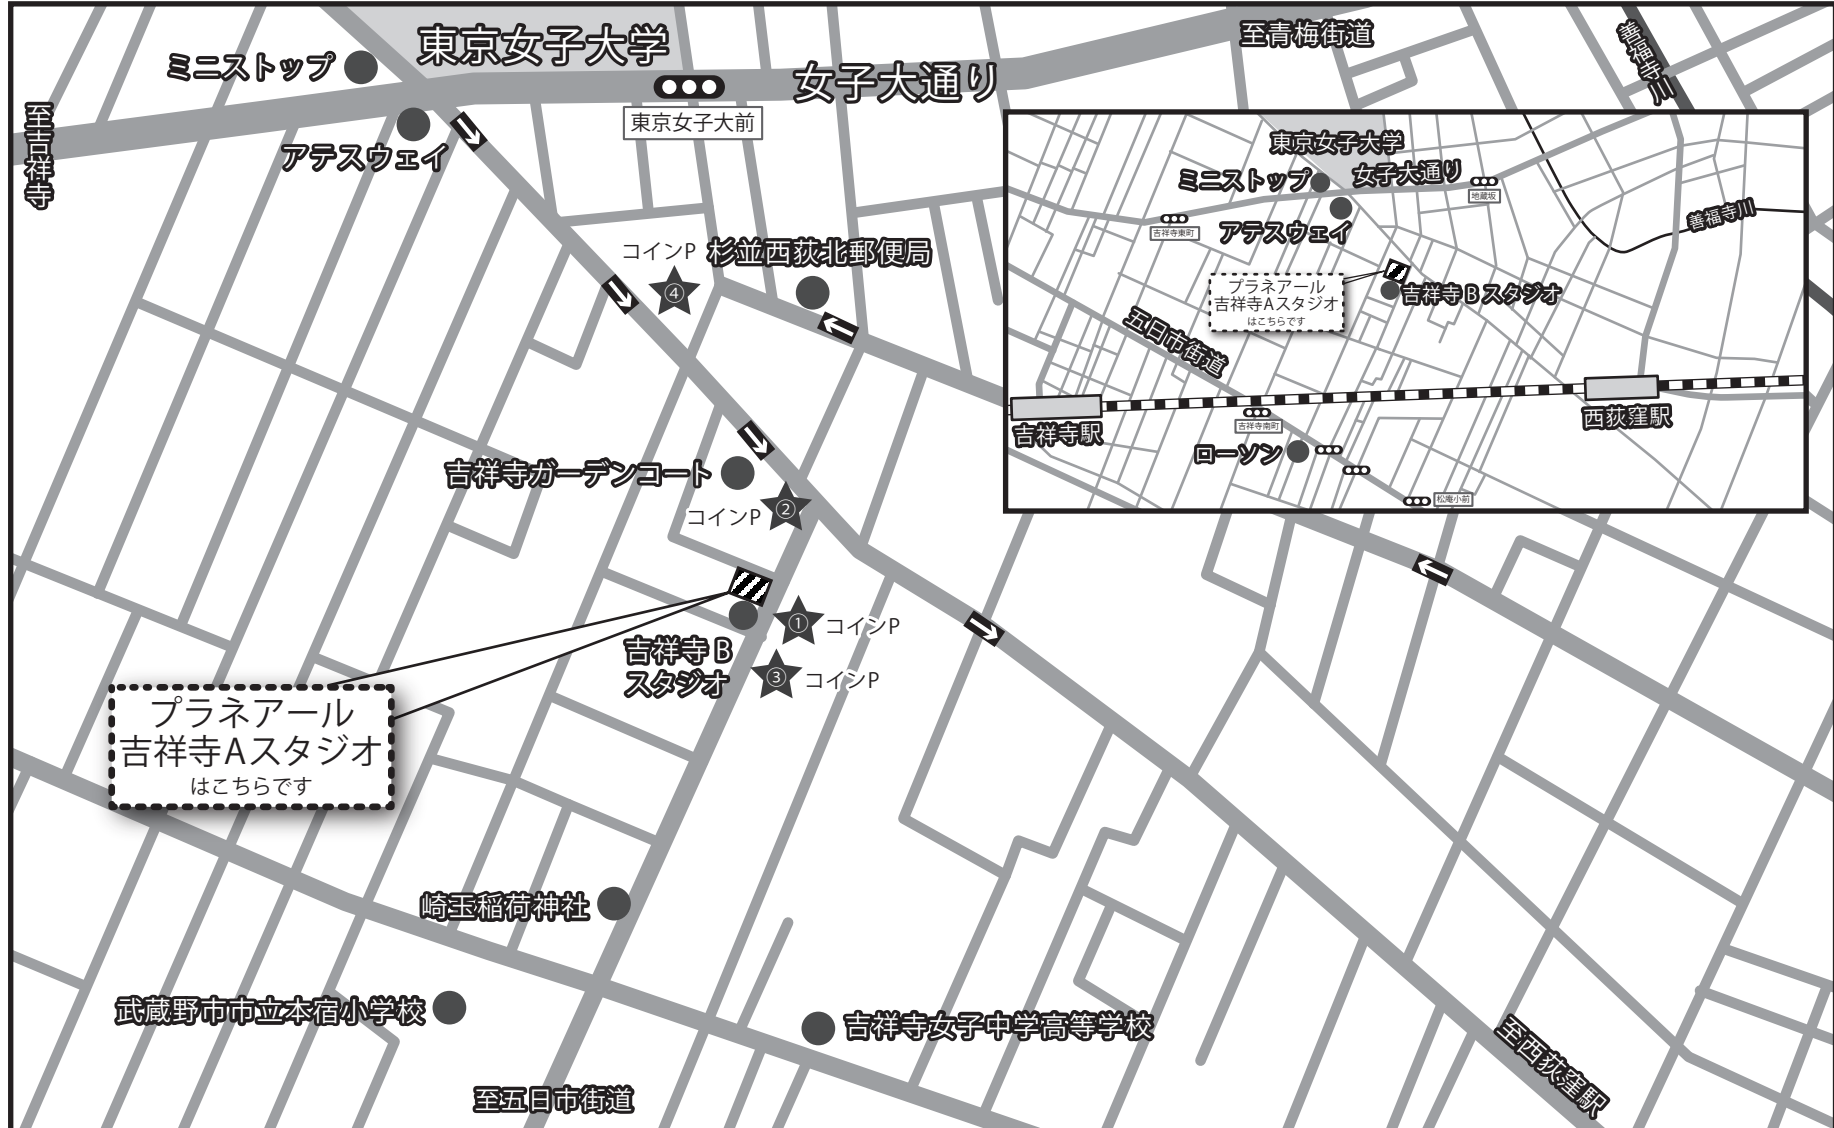 東京女子大学
ミニストップ
女子大通り
至青梅街道
善福寺川
至吉祥寺
東京女子大前
アテスウェイ
コインP
④
杉並西荻北郵便局
吉祥寺ガーデンコート
コインP
②
①
コインP
吉祥寺 B
スタジオ
③
コインP
プラネアール
吉祥寺Aスタジオ
はこちらです
崎玉稲荷神社
武蔵野市市立本宿小学校
吉祥寺女子中学高等学校
至五日市街道
至西荻窪駅
東京女子大学
ミニストップ
女子大通り
地蔵坂
吉祥寺東町
アテスウェイ
善福寺川
プラネアール
吉祥寺Aスタジオ
はこちらです
吉祥寺 B スタジオ
五日市街道
吉祥寺駅
吉祥寺南町
西荻窪駅
ローソン
松庵小前